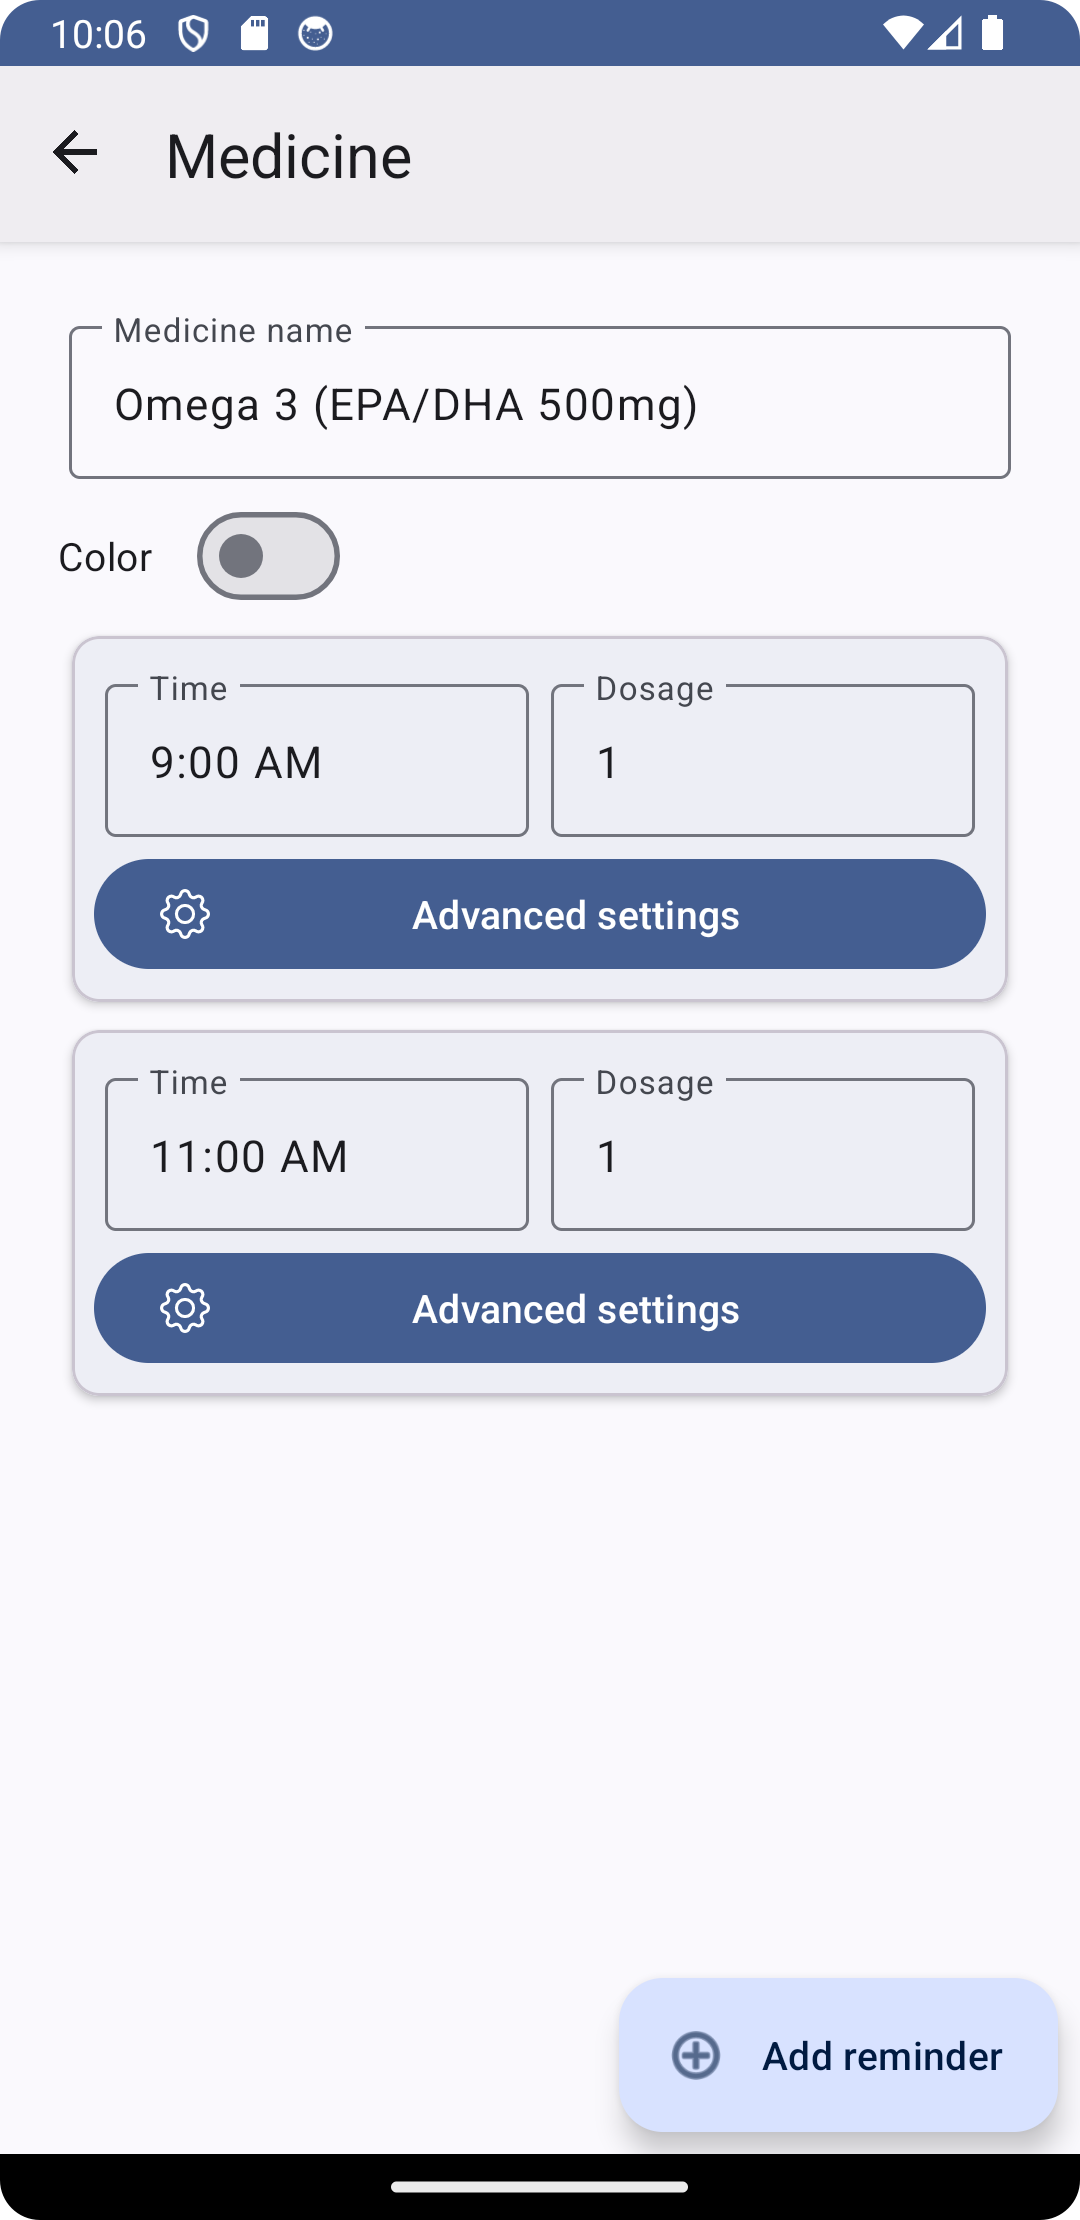 10:06
Medicine
Medicine name
Omega 3 (EPA/DHA 500mg)
Color
Time
Dosage
9:00 AM
1
Advanced settings
Time
Dosage
11:00 AM
1
Advanced settings
Add reminder